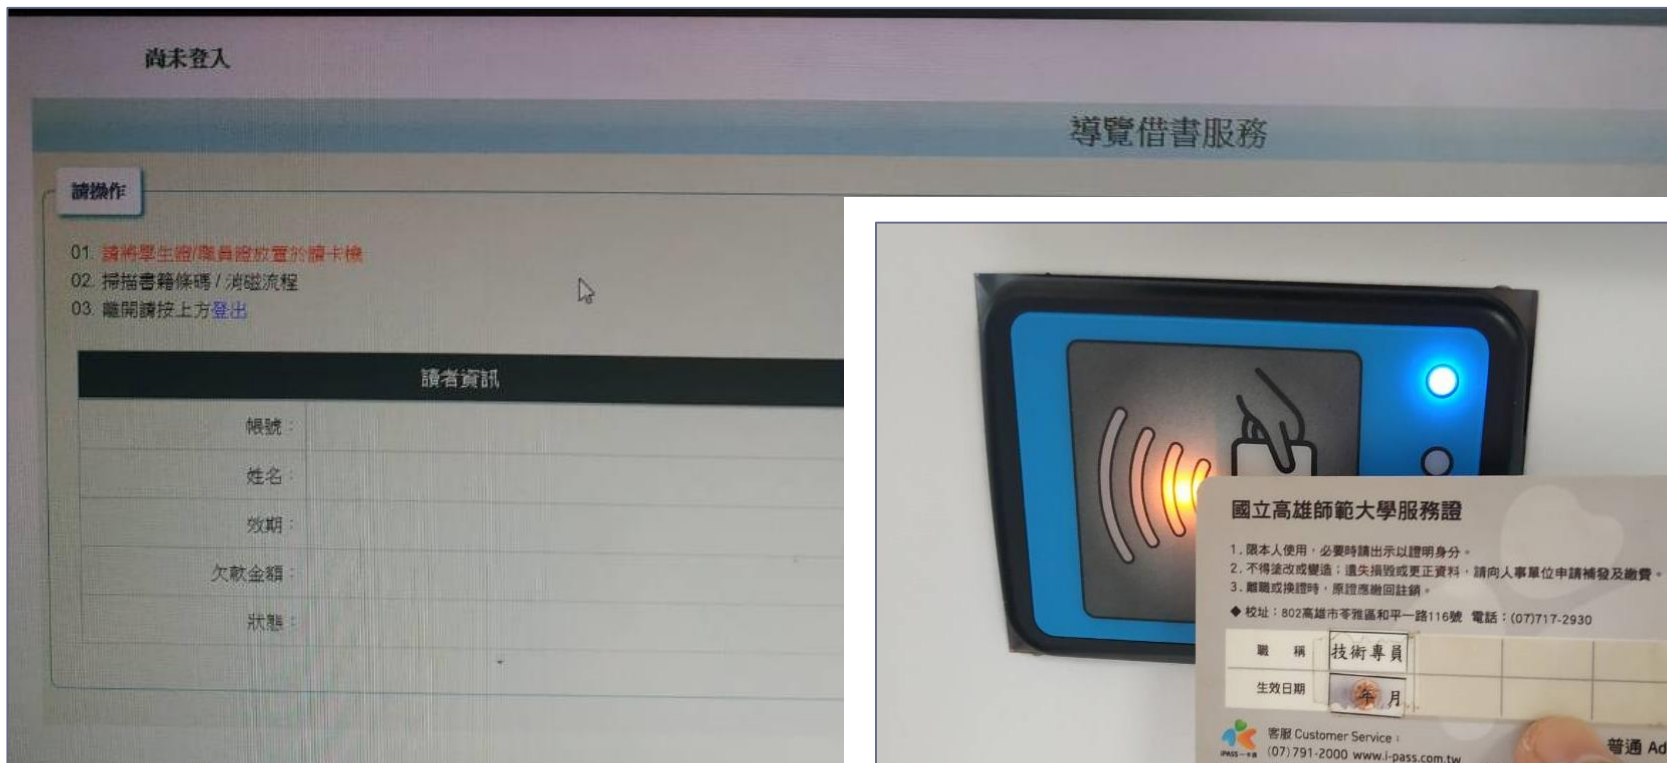 尚未登入
導覽借書服務
請操作
01. 請將學生證/職員證放置於讀卡機
02. 掃描書籍條碼 / 消磁流程
03. 離開請按上方登出
讀者資訊
帳號：
姓名：
效期：
欠款金額：
狀態：
國立高雄師範大學服務證
1. 限本人使用，必要時請出示以證明身分。
2. 不得塗改或變造；遺失損毀或更正資料，請向人事單位申請補發及繳費。
3. 離職或換證時，原證應繳回註銷。
◆ 校址：802高雄市苓雅區和平一路116號 電話：(07)717-2930
職 稱 技術專員
生效日期 年 月
iPASS 一卡通
客服 Customer Service：
(07) 791-2000 www.i-pass.com.tw
普通 Ad